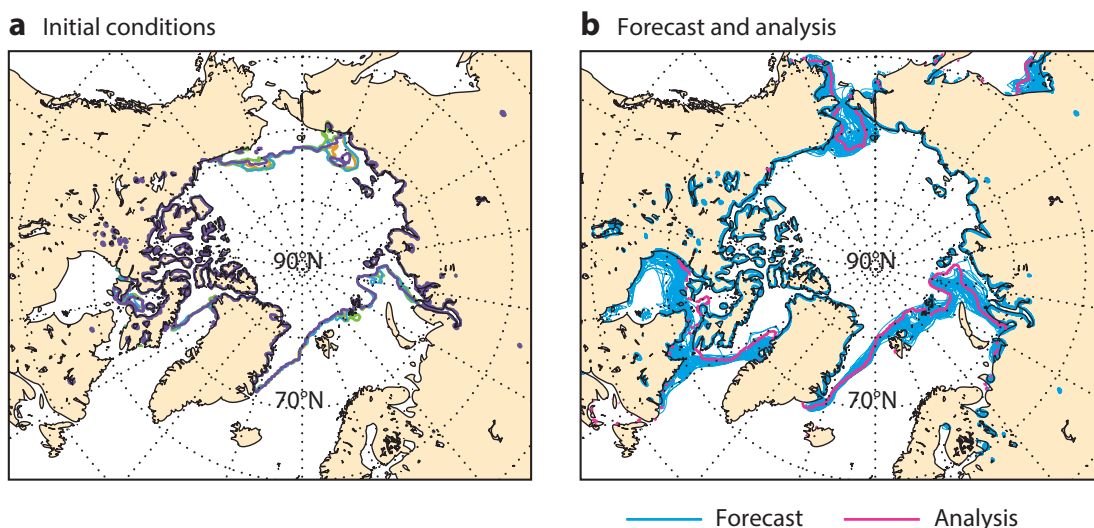 a Initial conditions
90°N
70°N
b Forecast and analysis
90°N
70°N
Forecast
Analysis